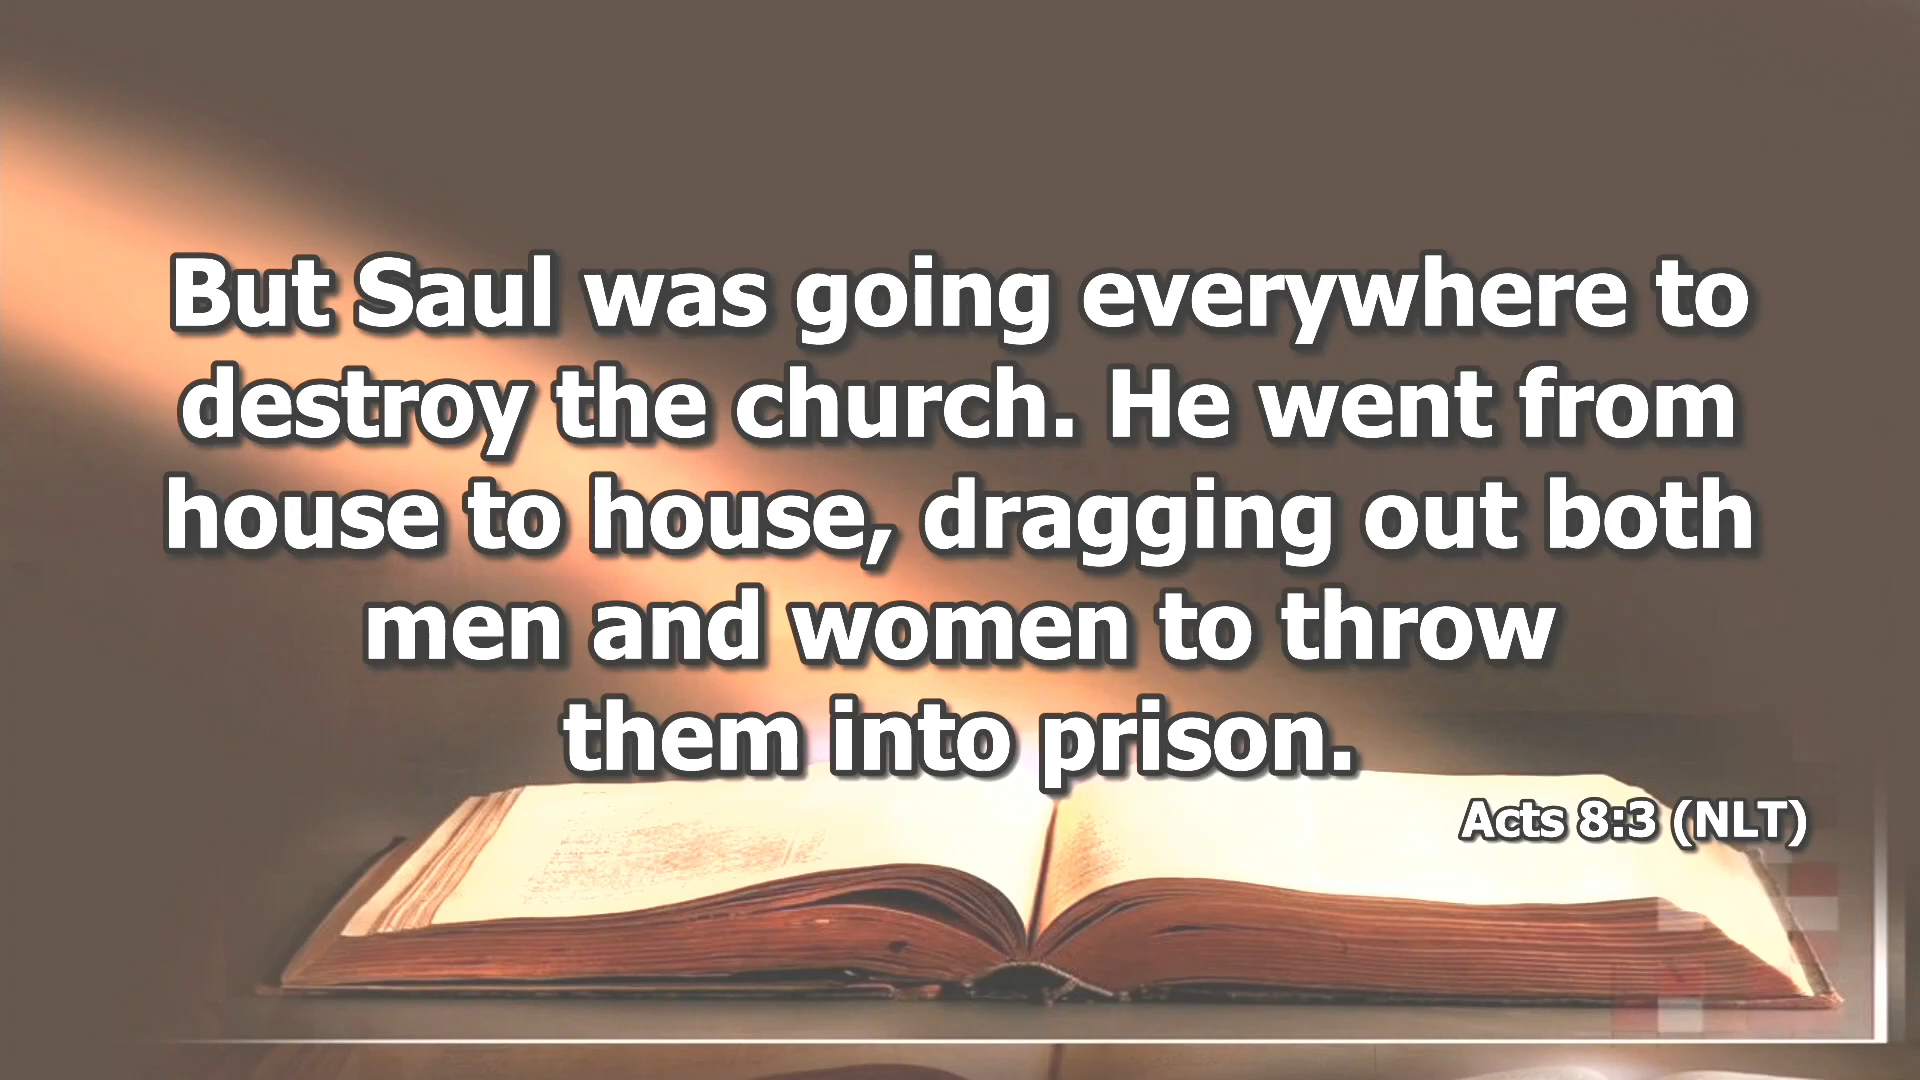 But Saul was going everywhere to
destroy the church. He went from
house to house, dragging out both
men and women to throw
them into prison.
Acts 8:3 (NLT)